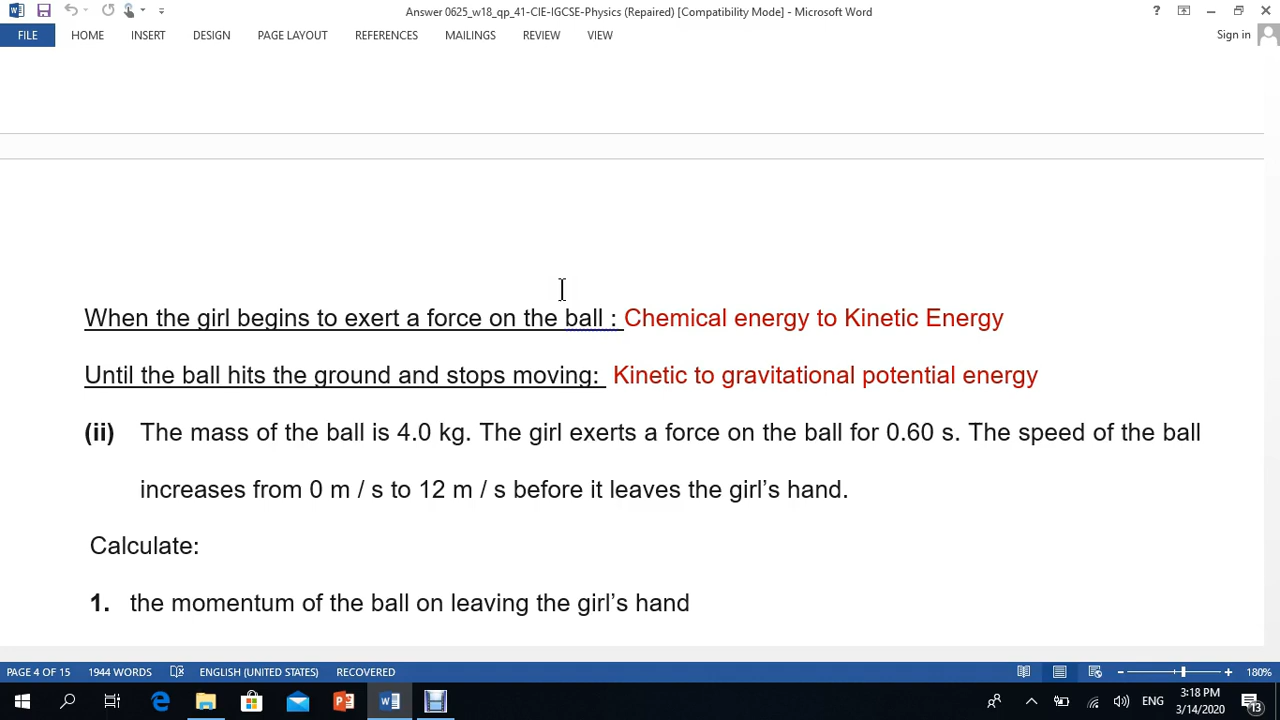 Answer 0625_w18_qp_41-CIE-IGCSE-Physics (Repaired) [Compatibility Mode] - Microsoft Word
FILE HOME INSERT DESIGN PAGE LAYOUT REFERENCES MAILINGS REVIEW VIEW Sign in
When the girl begins to exert a force on the ball : Chemical energy to Kinetic Energy
Until the ball hits the ground and stops moving: Kinetic to gravitational potential energy
(ii) The mass of the ball is 4.0 kg. The girl exerts a force on the ball for 0.60 s. The speed of the ball
increases from 0 m / s to 12 m / s before it leaves the girl's hand.
Calculate:
1. the momentum of the ball on leaving the girl's hand
PAGE 4 OF 15 1944 WORDS ENGLISH (UNITED STATES) RECOVERED 180%
ENG 3:18 PM
3/14/2020 13